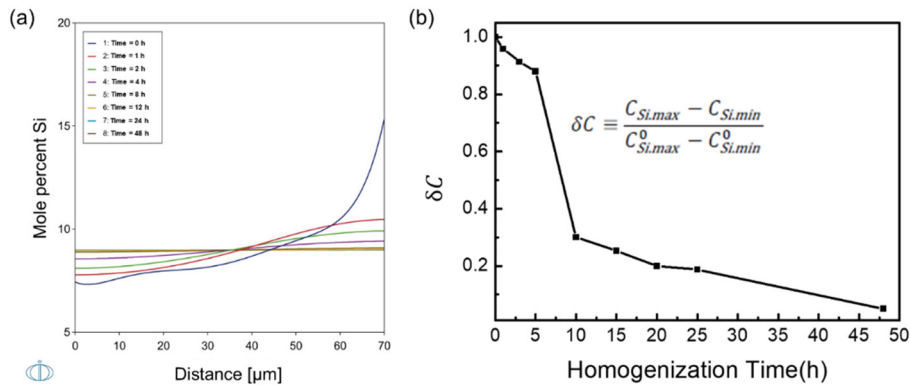 (a)
20
15
10
5
Mole percent Si
1: Time = 0 h
2: Time = 1 h
3: Time = 2 h
4: Time = 4 h
5: Time = 8 h
6: Time = 12 h
7: Time = 24 h
8: Time = 48 h
0 10 20 30 40 50 60 70
Distance [µm]
(b)
1.0
0.8
0.6
0.4
0.2
δC
δC ≡ (C_Si.max − C_Si.min) / (C⁰_Si.max − C⁰_Si.min)
0 5 10 15 20 25 30 35 40 45 50
Homogenization Time(h)